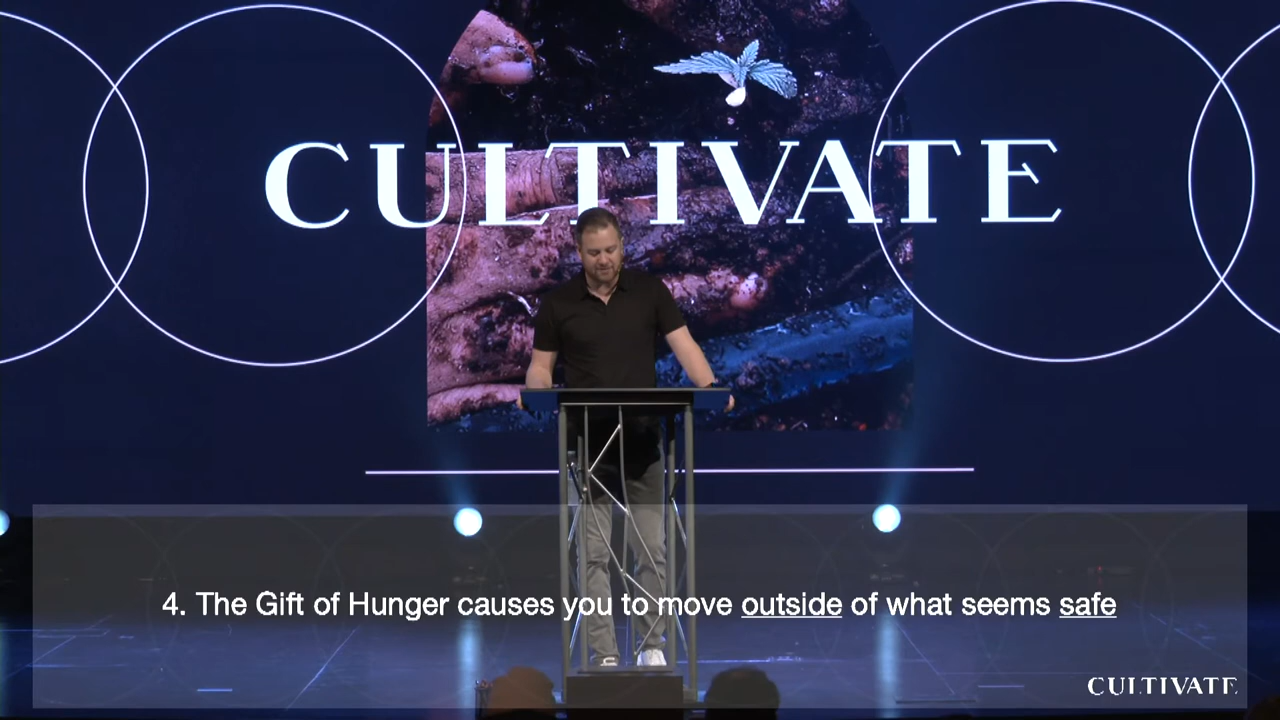 CULTIVATE
4. The Gift of Hunger causes you to move outside of what seems safe
CULTIVATE